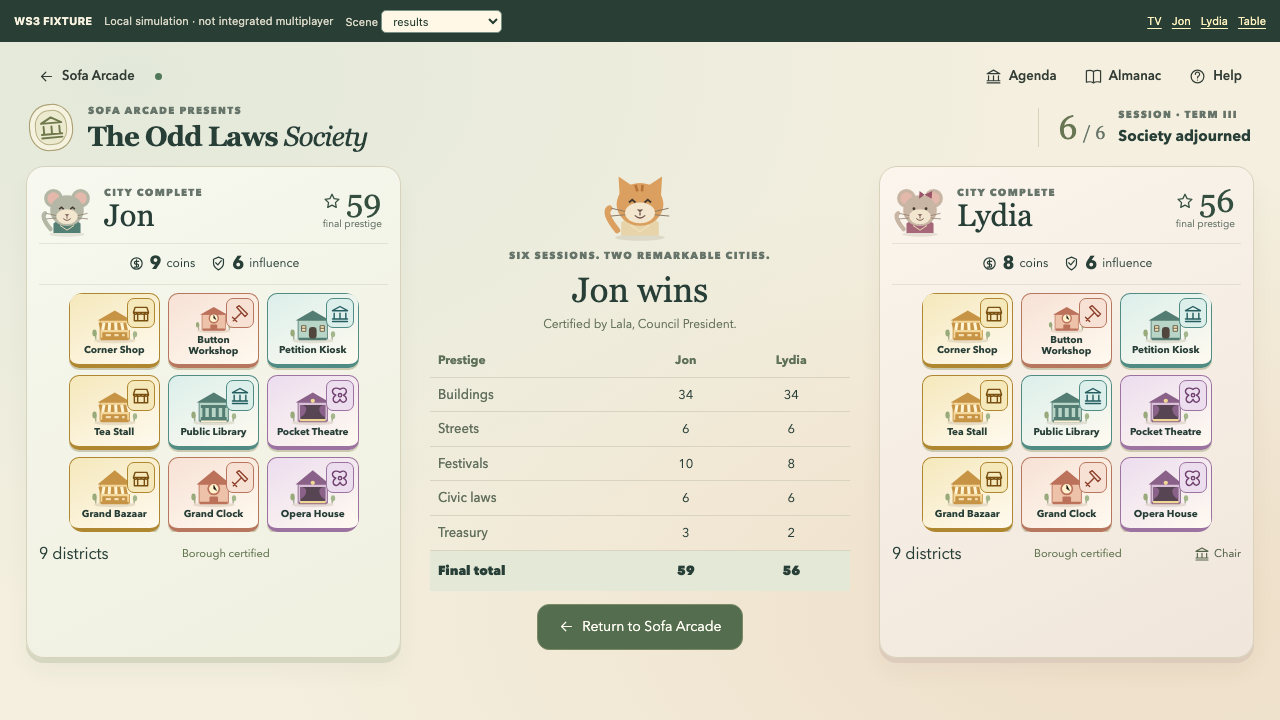 WS3 FIXTURE Local simulation · not integrated multiplayer Scene results TV Jon Lydia Table
← Sofa Arcade Agenda Almanac Help
SOFA ARCADE PRESENTS
The Odd Laws Society
6 / 6
SESSION · TERM III
Society adjourned
CITY COMPLETE
Jon
59
final prestige
9 coins 6 influence
Corner Shop Button Workshop Petition Kiosk
Tea Stall Public Library Pocket Theatre
Grand Bazaar Grand Clock Opera House
9 districts Borough certified
SIX SESSIONS. TWO REMARKABLE CITIES.
Jon wins
Certified by Lala, Council President.
Prestige Jon Lydia
Buildings 34 34
Streets 6 6
Festivals 10 8
Civic laws 6 6
Treasury 3 2
Final total 59 56
← Return to Sofa Arcade
CITY COMPLETE
Lydia
56
final prestige
8 coins 6 influence
Corner Shop Button Workshop Petition Kiosk
Tea Stall Public Library Pocket Theatre
Grand Bazaar Grand Clock Opera House
9 districts Borough certified Chair